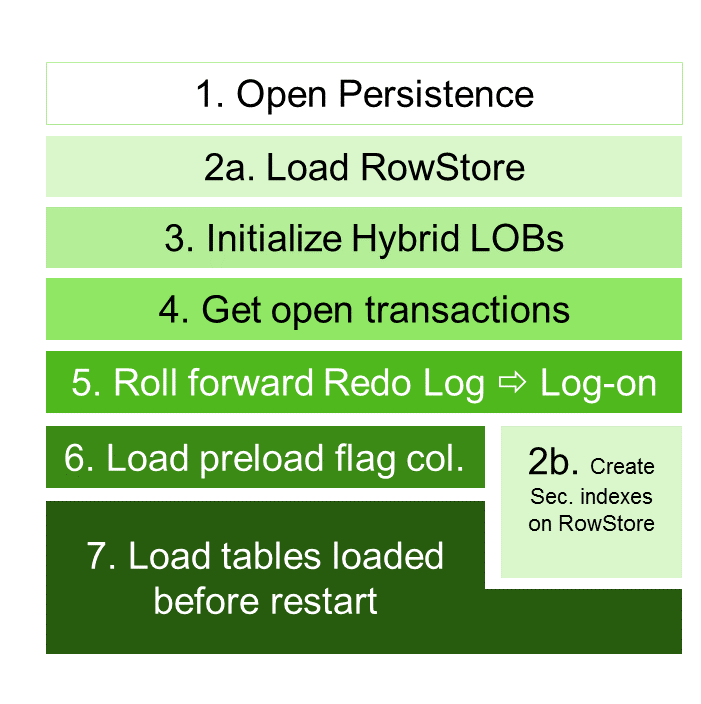 1. Open Persistence
2a. Load RowStore
3. Initialize Hybrid LOBs
4. Get open transactions
5. Roll forward Redo Log ⇨ Log-on
6. Load preload flag col.
2b. Create
Sec. indexes
on RowStore
7. Load tables loaded
before restart